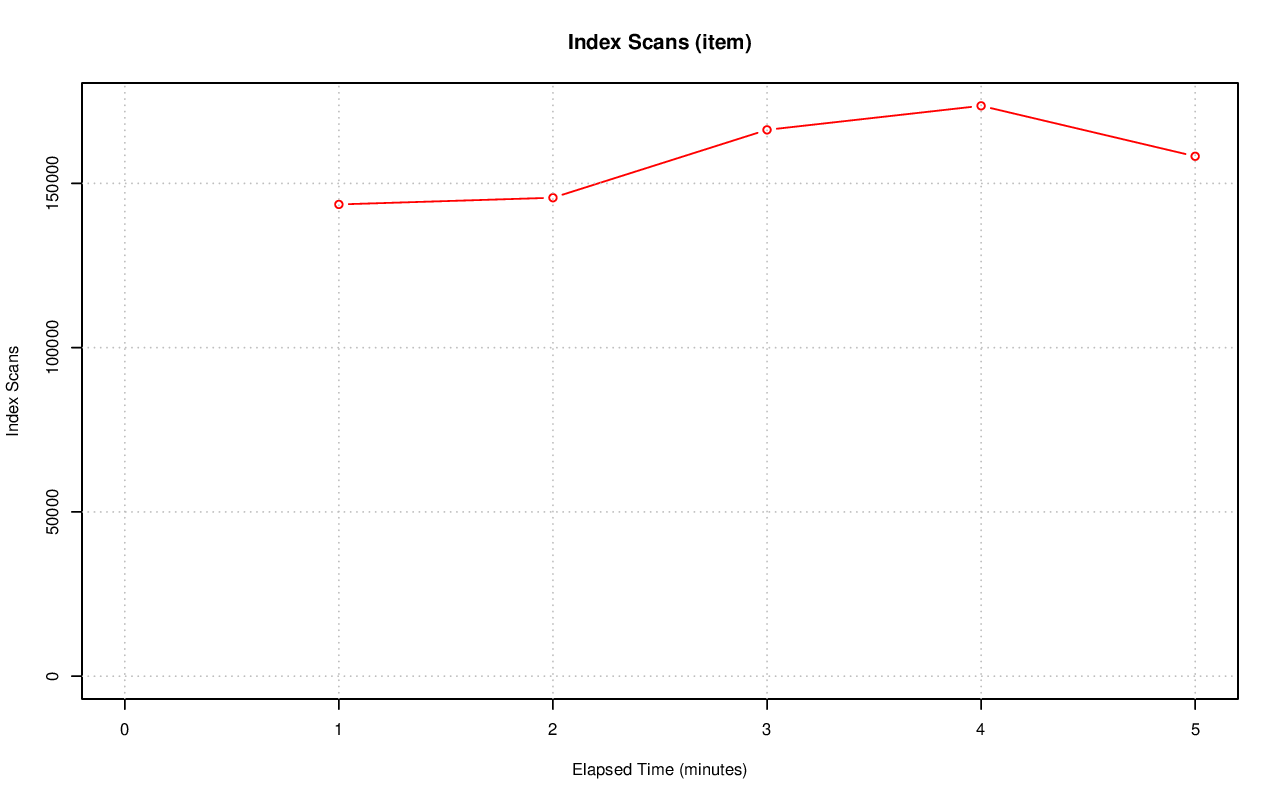 Index Scans (item)
Index Scans
150000
100000
50000
0
0 1 2 3 4 5
Elapsed Time (minutes)